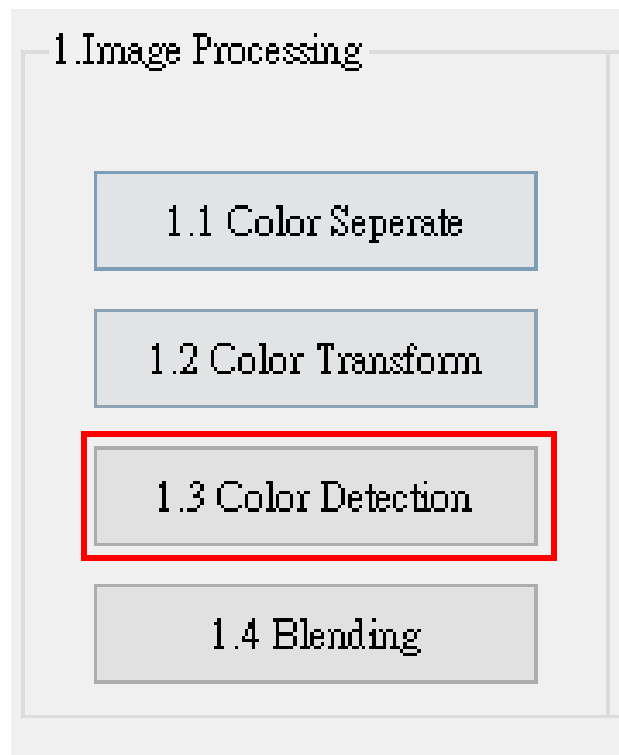 1.Image Processing
1.1 Color Seperate
1.2 Color Transform
1.3 Color Detection
1.4 Blending